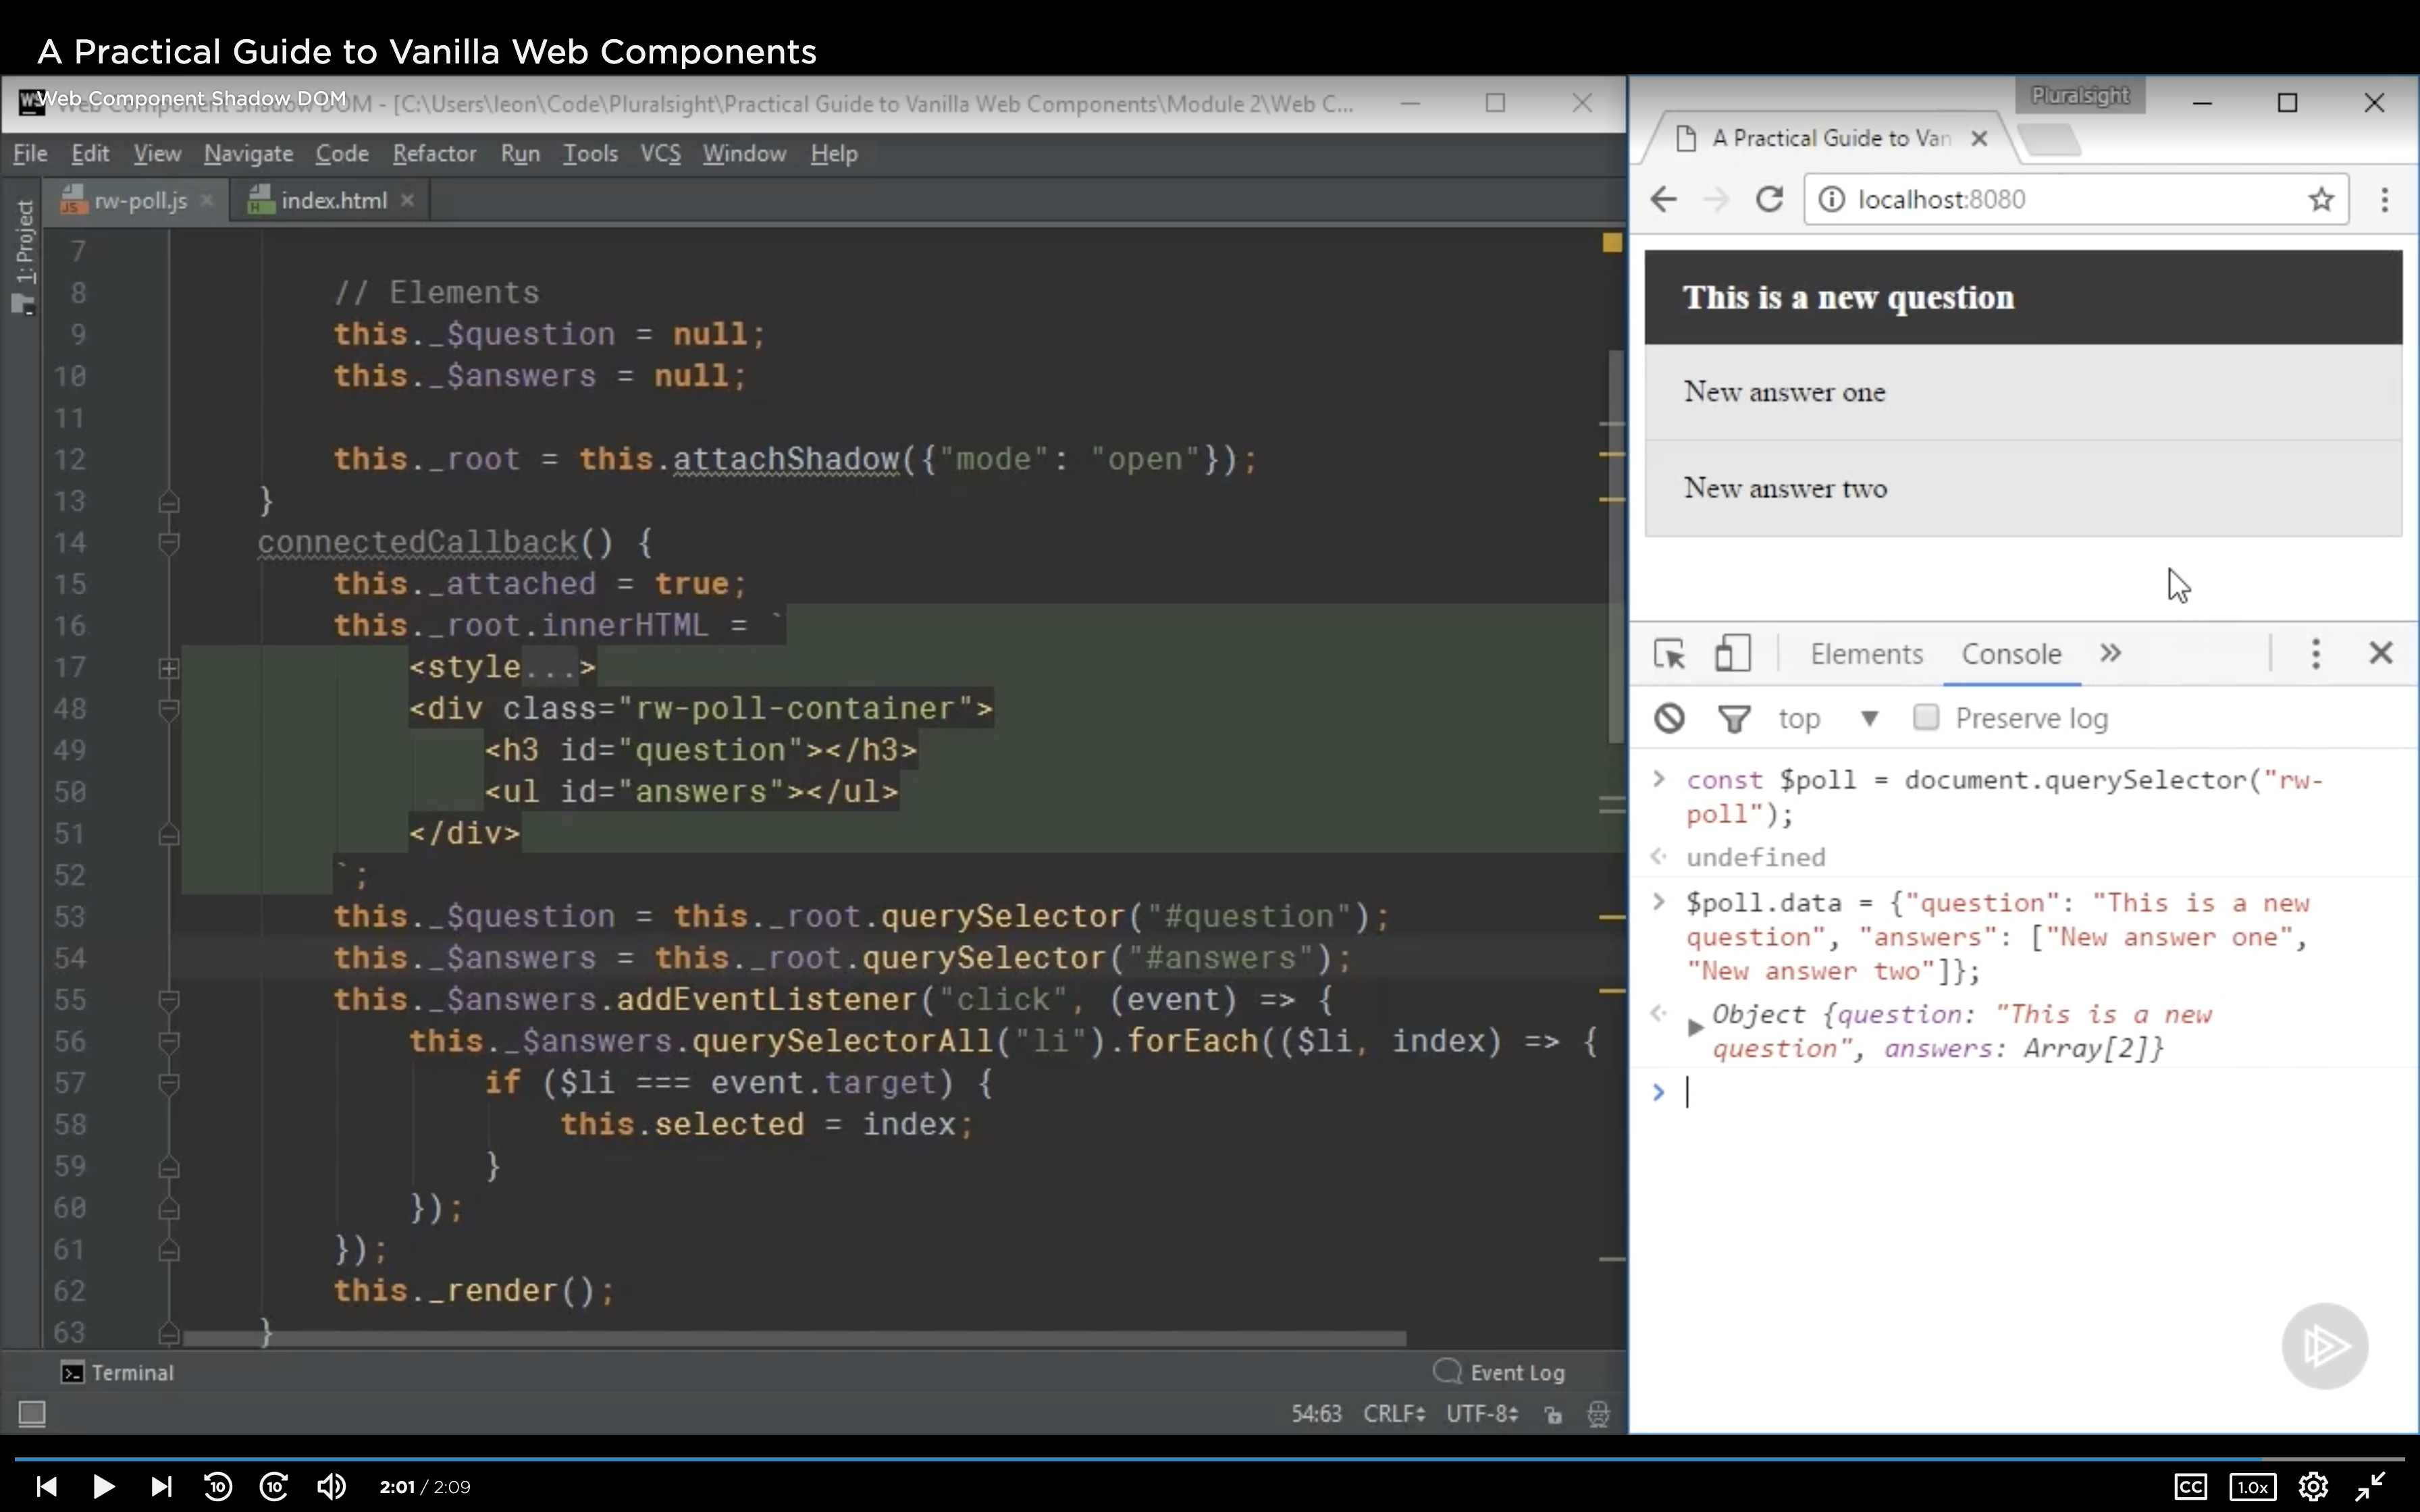 A Practical Guide to Vanilla Web Components
Web Component Shadow DOM
WS Web Component Shadow DOM - [C:\Users\leon\Code\Pluralsight\Practical Guide to Vanilla Web Components\Module 2\Web C...
File Edit View Navigate Code Refactor Run Tools VCS Window Help
1: Project
JS rw-poll.js
H index.html
7
8 // Elements
9 this._$question = null;
10 this._$answers = null;
11
12 this._root = this.attachShadow({"mode": "open"});
13 }
14 connectedCallback() {
15 this._attached = true;
16 this._root.innerHTML = `
17 <style...>
48 <div class="rw-poll-container">
49 <h3 id="question"></h3>
50 <ul id="answers"></ul>
51 </div>
52 `;
53 this._$question = this._root.querySelector("#question");
54 this._$answers = this._root.querySelector("#answers");
55 this._$answers.addEventListener("click", (event) => {
56 this._$answers.querySelectorAll("li").forEach(($li, index) => {
57 if ($li === event.target) {
58 this.selected = index;
59 }
60 });
61 });
62 this._render();
63 }
Terminal
Event Log
54:63 CRLF UTF-8
Pluralsight
A Practical Guide to Van
localhost:8080
This is a new question
New answer one
New answer two
Elements Console »
top ▼ Preserve log
> const $poll = document.querySelector("rw-
poll");
undefined
> $poll.data = {"question": "This is a new
question", "answers": ["New answer one",
"New answer two"]};
Object {question: "This is a new
question", answers: Array[2]}
>
10 10 2:01 / 2:09
CC 1.0x